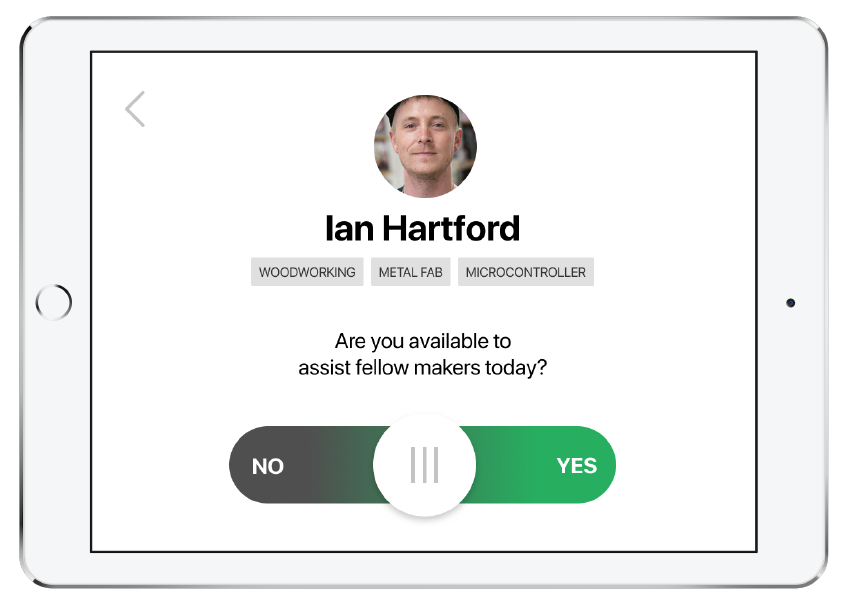 Ian Hartford
WOODWORKING METAL FAB MICROCONTROLLER
Are you available to
assist fellow makers today?
NO YES